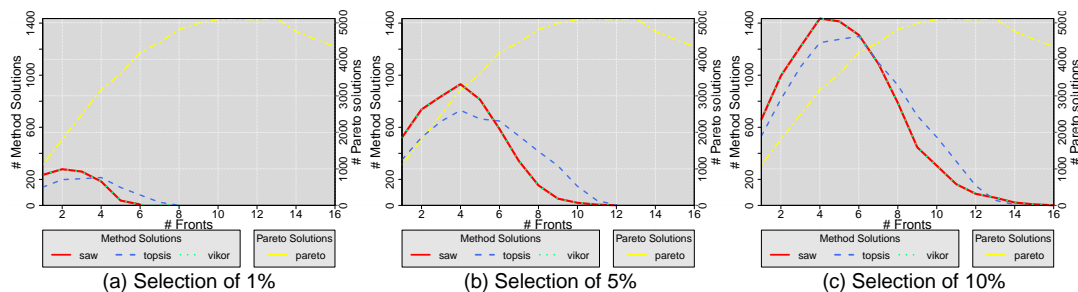 # Method Solutions
0 200 600 1000 1400
0 1000 2000 3000 4000 5000
# Pareto solutions
2 4 6 8 10 12 14 16
# Fronts
Method Solutions
saw topsis vikor
Pareto Solutions
pareto
(a) Selection of 1%
# Method Solutions
0 200 600 1000 1400
0 1000 2000 3000 4000 5000
# Pareto solutions
2 4 6 8 10 12 14 16
# Fronts
Method Solutions
saw topsis vikor
Pareto Solutions
pareto
(b) Selection of 5%
# Method Solutions
0 200 600 1000 1400
0 1000 2000 3000 4000 5000
# Pareto solutions
2 4 6 8 10 12 14 16
# Fronts
Method Solutions
saw topsis vikor
Pareto Solutions
pareto
(c) Selection of 10%